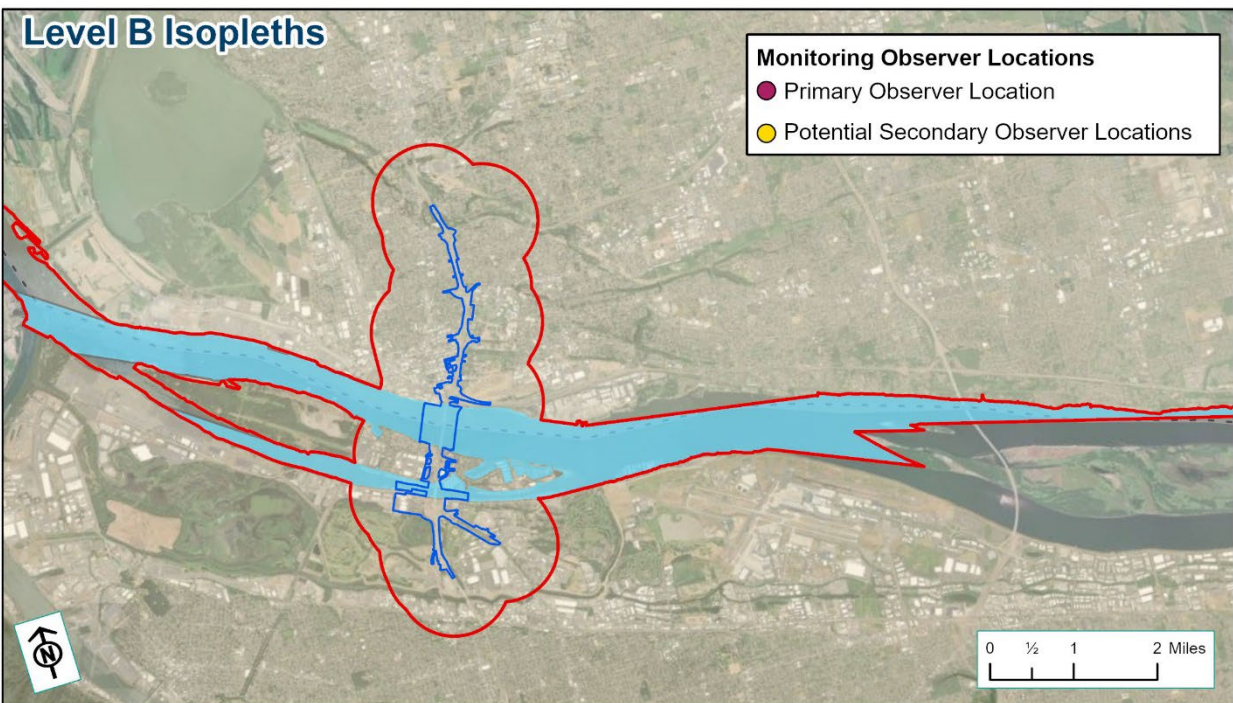 Level B Isopleths
Monitoring Observer Locations
Primary Observer Location
Potential Secondary Observer Locations
N
0 ½ 1 2 Miles